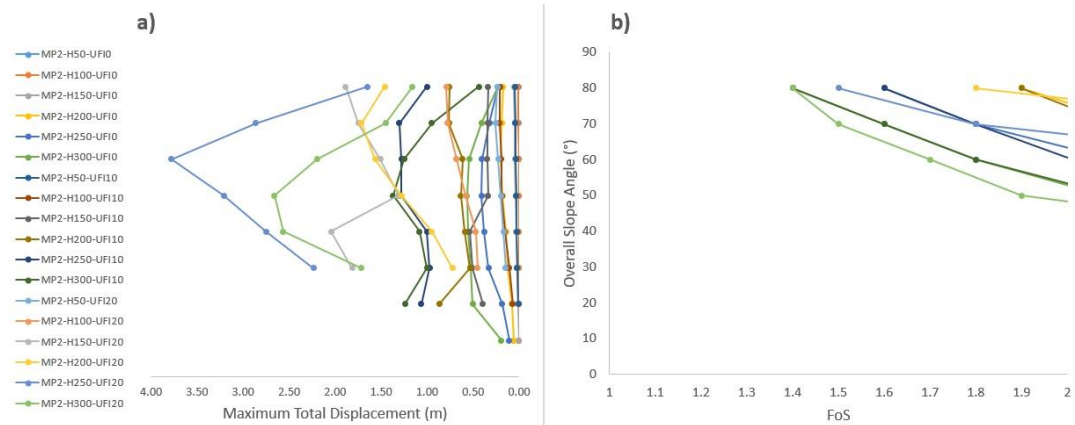 a)
MP2-H50-UFI0
MP2-H100-UFI0
MP2-H150-UFI0
MP2-H200-UFI0
MP2-H250-UFI0
MP2-H300-UFI0
MP2-H50-UFI10
MP2-H100-UFI10
MP2-H150-UFI10
MP2-H200-UFI10
MP2-H250-UFI10
MP2-H300-UFI10
MP2-H50-UFI20
MP2-H100-UFI20
MP2-H150-UFI20
MP2-H200-UFI20
MP2-H250-UFI20
MP2-H300-UFI20
4.00 3.50 3.00 2.50 2.00 1.50 1.00 0.50 0.00
Maximum Total Displacement (m)
b)
Overall Slope Angle (°)
90
80
70
60
50
40
30
20
10
0
1 1.1 1.2 1.3 1.4 1.5 1.6 1.7 1.8 1.9 2
FoS